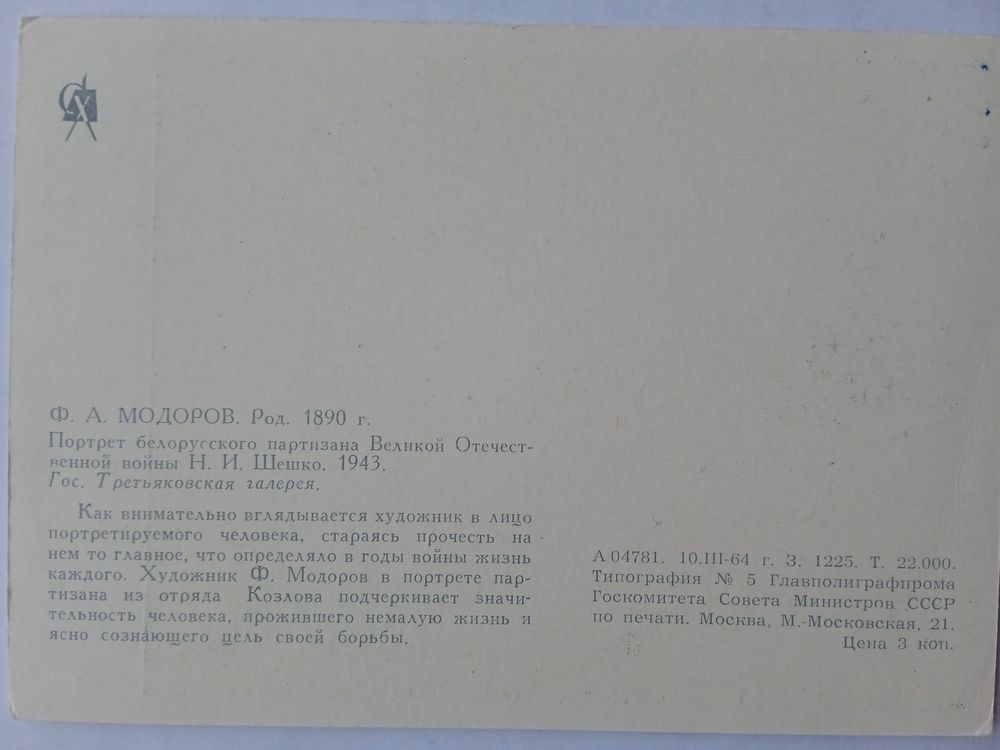 СХ
Ф. А. МОДОРОВ. Род. 1890 г.
Портрет белорусского партизана Великой Отечест-
венной войны Н. И. Шешко. 1943.
Гос. Третьяковская галерея.
Как внимательно вглядывается художник в лицо
портретируемого человека, стараясь прочесть на
нем то главное, что определяло в годы войны жизнь
каждого. Художник Ф. Модоров в портрете пар-
тизана из отряда Козлова подчеркивает значи-
тельность человека, прожившего немалую жизнь и
ясно сознающего цель своей борьбы.
А 04781. 10.III-64 г. З. 1225. Т. 22.000.
Типография № 5 Главполиграфпрома
Госкомитета Совета Министров СССР
по печати. Москва, М.-Московская, 21.
Цена 3 коп.